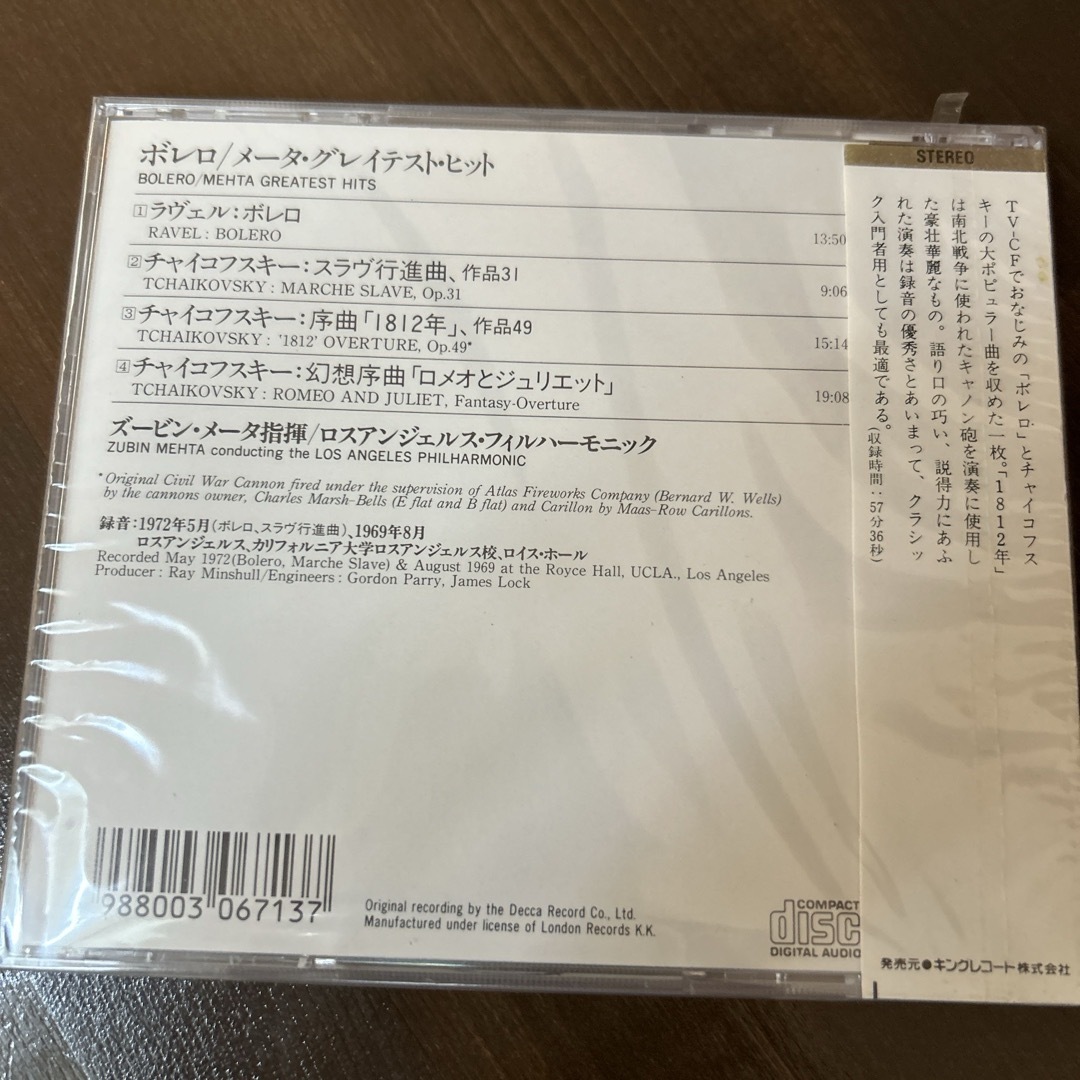 ボレロ/メータ・グレイテスト・ヒット
BOLERO/MEHTA GREATEST HITS
1 ラヴェル:ボレロ
RAVEL: BOLERO 13:50
2 チャイコフスキー:スラヴ行進曲、作品31
TCHAIKOVSKY: MARCHE SLAVE, Op.31 9:06
3 チャイコフスキー:序曲「1812年」、作品49
TCHAIKOVSKY: '1812' OVERTURE, Op.49* 15:14
4 チャイコフスキー:幻想序曲「ロメオとジュリエット」
TCHAIKOVSKY: ROMEO AND JULIET, Fantasy-Overture 19:08
ズービン・メータ指揮/ロスアンジェルス・フィルハーモニック
ZUBIN MEHTA conducting the LOS ANGELES PHILHARMONIC
*Original Civil War Cannon fired under the supervision of Atlas Fireworks Company (Bernard W. Wells)
by the cannons owner, Charles Marsh-Bells (E flat and B flat) and Carillon by Maas-Row Carillons.
録音:1972年5月(ボレロ、スラヴ行進曲)、1969年8月
ロスアンジェルス、カリフォルニア大学ロスアンジェルス校、ロイス・ホール
Recorded May 1972(Bolero, Marche Slave) & August 1969 at the Royce Hall, UCLA., Los Angeles
Producer: Ray Minshull/Engineers: Gordon Parry, James Lock
988003 067137
Original recording by the Decca Record Co., Ltd.
Manufactured under license of London Records K.K.
COMPACT
disc
DIGITAL AUDIO
STEREO
TV-CFでおなじみの「ボレロ」とチャイコフス
キーの大ポピュラー曲を収めた一枚。「1812年」
は南北戦争に使われたキャノン砲を演奏に使用し
た豪壮華麗なもの。語り口の巧い、説得力にあふ
れた演奏は録音の優秀さとあいまって、クラシッ
ク入門者用としても最適である。(収録時間:57分36秒)
発売元●キングレコード株式会社